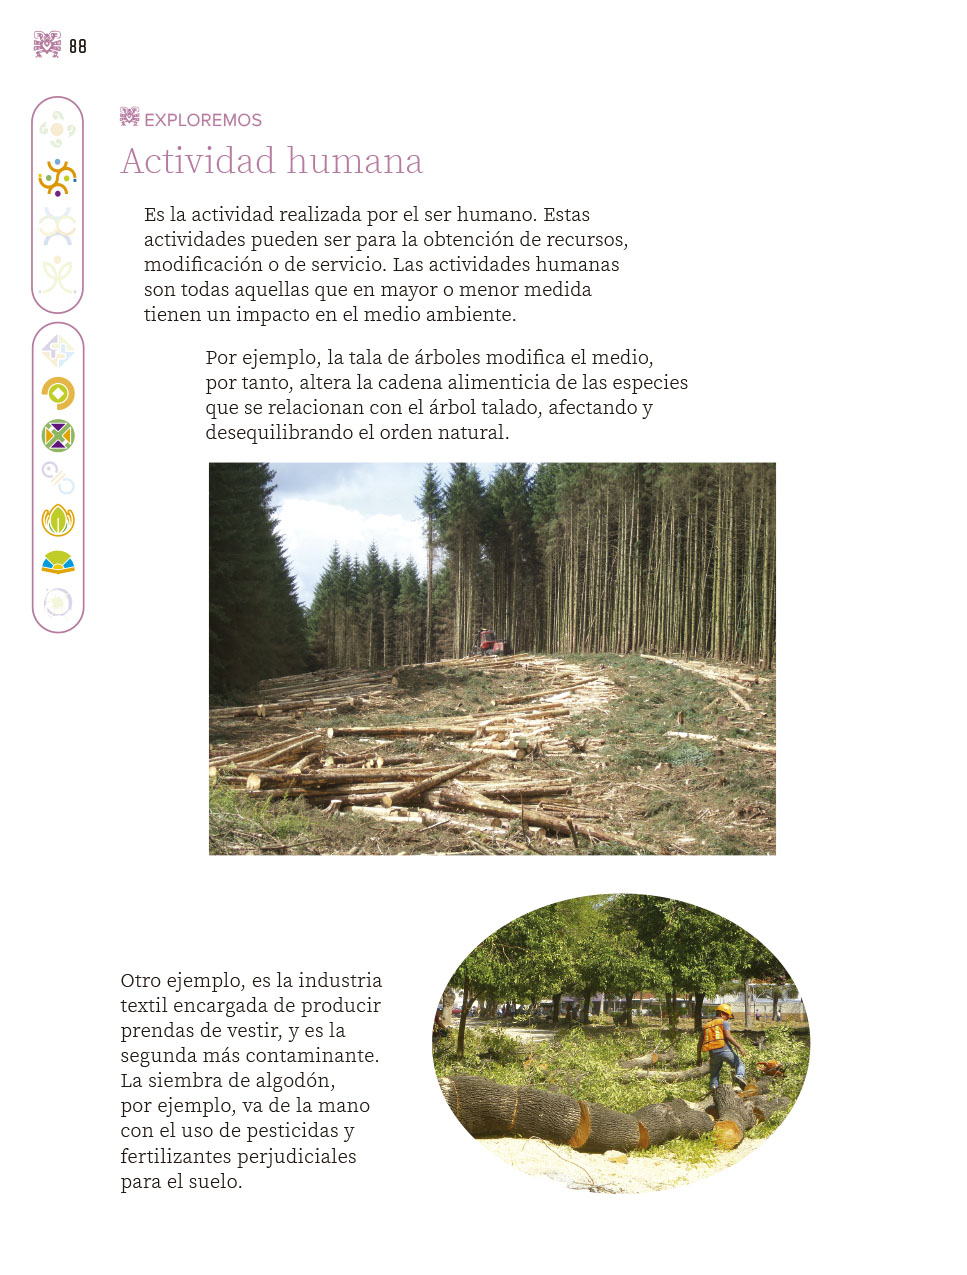 88
EXPLOREMOS
Actividad humana
Es la actividad realizada por el ser humano. Estas
actividades pueden ser para la obtención de recursos,
modificación o de servicio. Las actividades humanas
son todas aquellas que en mayor o menor medida
tienen un impacto en el medio ambiente.
Por ejemplo, la tala de árboles modifica el medio,
por tanto, altera la cadena alimenticia de las especies
que se relacionan con el árbol talado, afectando y
desequilibrando el orden natural.
Otro ejemplo, es la industria
textil encargada de producir
prendas de vestir, y es la
segunda más contaminante.
La siembra de algodón,
por ejemplo, va de la mano
con el uso de pesticidas y
fertilizantes perjudiciales
para el suelo.